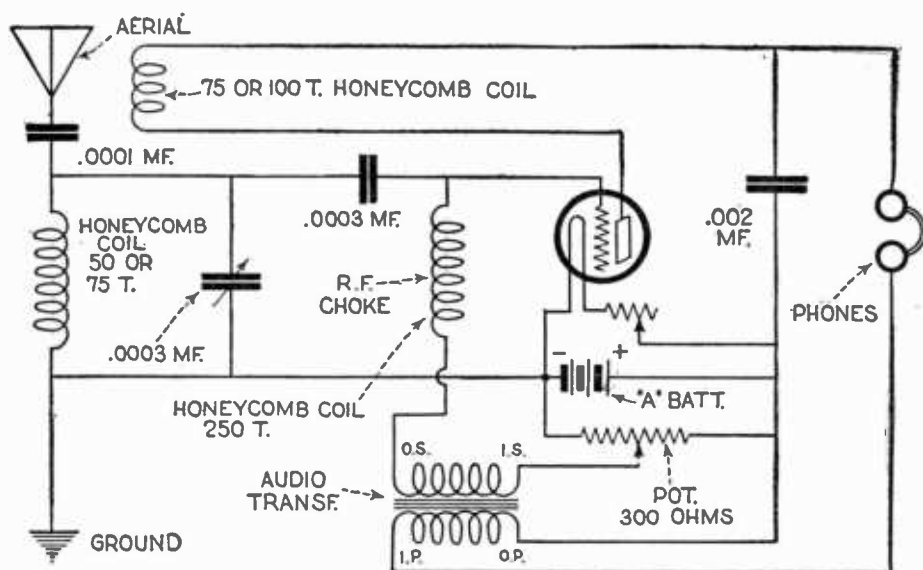 AERIAL
75 OR 100 T. HONEYCOMB COIL
.0001 MF.
.0003 MF.
HONEYCOMB
COIL
50 OR
75 T.
R.F.
CHOKE
.002
MF.
PHONES
.0003 MF.
- +
"A" BATT.
HONEYCOMB COIL
250 T.
O.S. I.S.
AUDIO
TRANSF.
POT.
300 OHMS
GROUND
I.P. O.P.